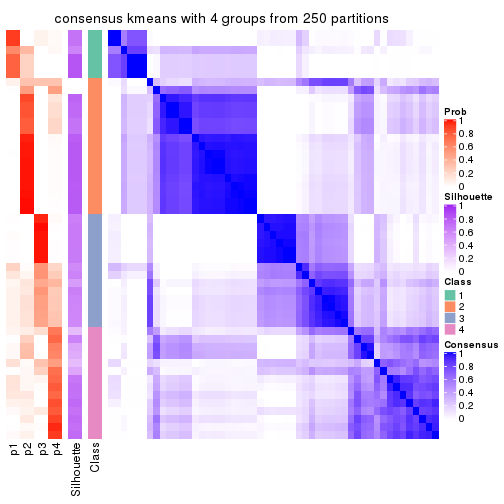 consensus kmeans with 4 groups from 250 partitions
Prob
1
0.8
0.6
0.4
0.2
0
Silhouette
1
0.8
0.6
0.4
0.2
0
Class
1
2
3
4
Consensus
1
0.8
0.6
0.4
0.2
0
p1
p2
p3
p4
Silhouette
Class